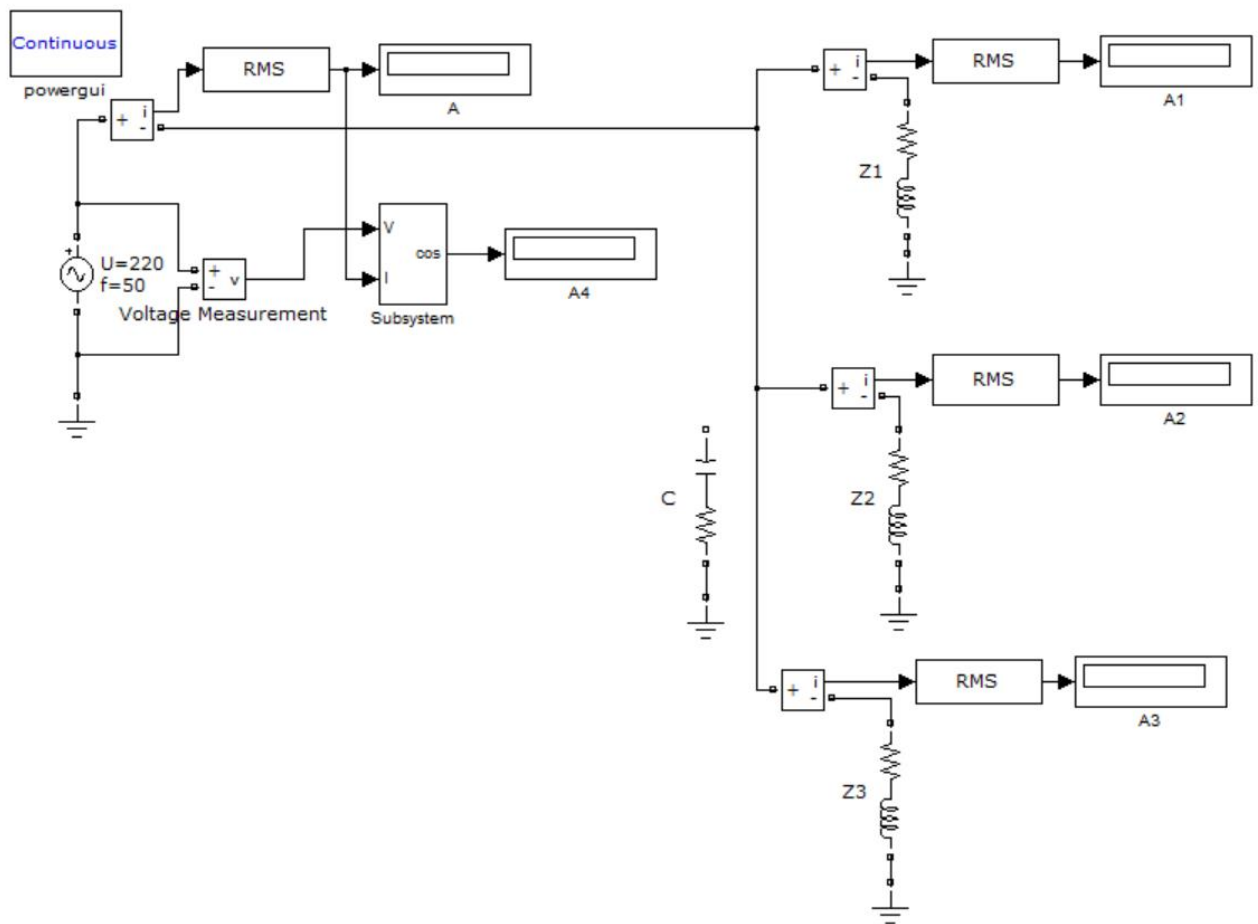 Continuous
powergui
+
i
-
RMS
A
+
U=220
f=50
+
-
v
Voltage Measurement
V
I
cos
Subsystem
A4
+
i
-
RMS
A1
Z1
+
i
-
RMS
A2
Z2
C
+
i
-
RMS
A3
Z3